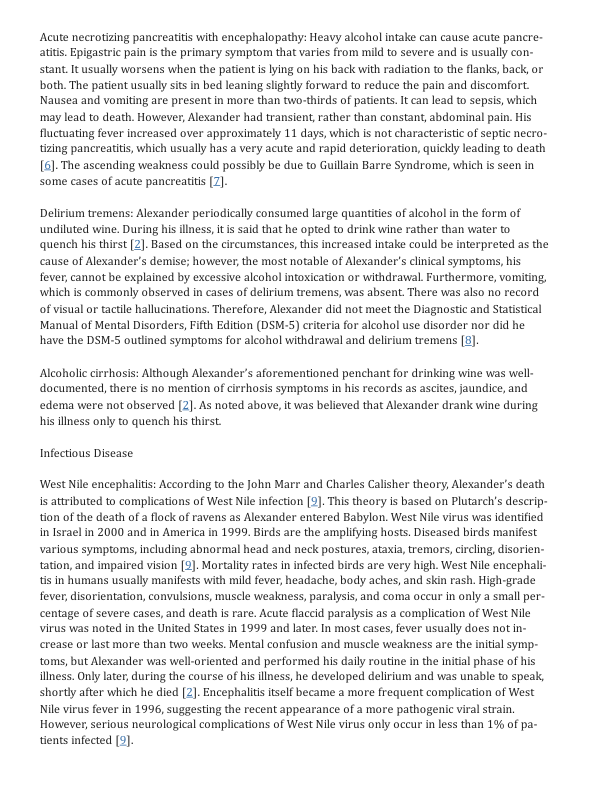 Acute necrotizing pancreatitis with encephalopathy: Heavy alcohol intake can cause acute pancre-
atitis. Epigastric pain is the primary symptom that varies from mild to severe and is usually con-
stant. It usually worsens when the patient is lying on his back with radiation to the flanks, back, or
both. The patient usually sits in bed leaning slightly forward to reduce the pain and discomfort.
Nausea and vomiting are present in more than two-thirds of patients. It can lead to sepsis, which
may lead to death. However, Alexander had transient, rather than constant, abdominal pain. His
fluctuating fever increased over approximately 11 days, which is not characteristic of septic necro-
tizing pancreatitis, which usually has a very acute and rapid deterioration, quickly leading to death
[6]. The ascending weakness could possibly be due to Guillain Barre Syndrome, which is seen in
some cases of acute pancreatitis [7].
Delirium tremens: Alexander periodically consumed large quantities of alcohol in the form of
undiluted wine. During his illness, it is said that he opted to drink wine rather than water to
quench his thirst [2]. Based on the circumstances, this increased intake could be interpreted as the
cause of Alexander’s demise; however, the most notable of Alexander’s clinical symptoms, his
fever, cannot be explained by excessive alcohol intoxication or withdrawal. Furthermore, vomiting,
which is commonly observed in cases of delirium tremens, was absent. There was also no record
of visual or tactile hallucinations. Therefore, Alexander did not meet the Diagnostic and Statistical
Manual of Mental Disorders, Fifth Edition (DSM-5) criteria for alcohol use disorder nor did he
have the DSM-5 outlined symptoms for alcohol withdrawal and delirium tremens [8].
Alcoholic cirrhosis: Although Alexander’s aforementioned penchant for drinking wine was well-
documented, there is no mention of cirrhosis symptoms in his records as ascites, jaundice, and
edema were not observed [2]. As noted above, it was believed that Alexander drank wine during
his illness only to quench his thirst.
Infectious Disease
West Nile encephalitis: According to the John Marr and Charles Calisher theory, Alexander’s death
is attributed to complications of West Nile infection [9]. This theory is based on Plutarch’s descrip-
tion of the death of a flock of ravens as Alexander entered Babylon. West Nile virus was identified
in Israel in 2000 and in America in 1999. Birds are the amplifying hosts. Diseased birds manifest
various symptoms, including abnormal head and neck postures, ataxia, tremors, circling, disorien-
tation, and impaired vision [9]. Mortality rates in infected birds are very high. West Nile encephali-
tis in humans usually manifests with mild fever, headache, body aches, and skin rash. High-grade
fever, disorientation, convulsions, muscle weakness, paralysis, and coma occur in only a small per-
centage of severe cases, and death is rare. Acute flaccid paralysis as a complication of West Nile
virus was noted in the United States in 1999 and later. In most cases, fever usually does not in-
crease or last more than two weeks. Mental confusion and muscle weakness are the initial symp-
toms, but Alexander was well-oriented and performed his daily routine in the initial phase of his
illness. Only later, during the course of his illness, he developed delirium and was unable to speak,
shortly after which he died [2]. Encephalitis itself became a more frequent complication of West
Nile virus fever in 1996, suggesting the recent appearance of a more pathogenic viral strain.
However, serious neurological complications of West Nile virus only occur in less than 1% of pa-
tients infected [9].